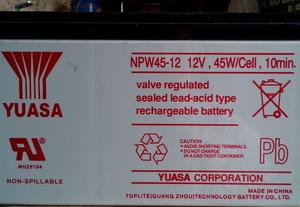 NPW45-12 12V , 45W/Cell , 10min.
YUASA
valve regulated
sealed lead-acid type
rechargeable battery
MH29104
NON-SPILLABLE
CAUTION:
• AVOID SHORTING TERMINALS.
• DO NOT CHARGE
IN A GAS TIGHT CONTAINER.
Pb
YUASA CORPORATION
MADE IN CHINA
TOPLITE(GUANG ZHOU)TECHNOLOGY BATTERY CO.,LTD